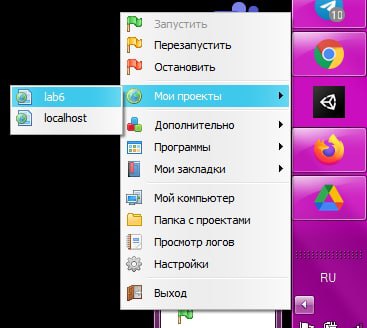 10
Запустить
Перезапустить
Остановить
Мои проекты
lab6
localhost
Дополнительно
Программы
Мои закладки
Мой компьютер
Папка с проектами
Просмотр логов
Настройки
Выход
RU